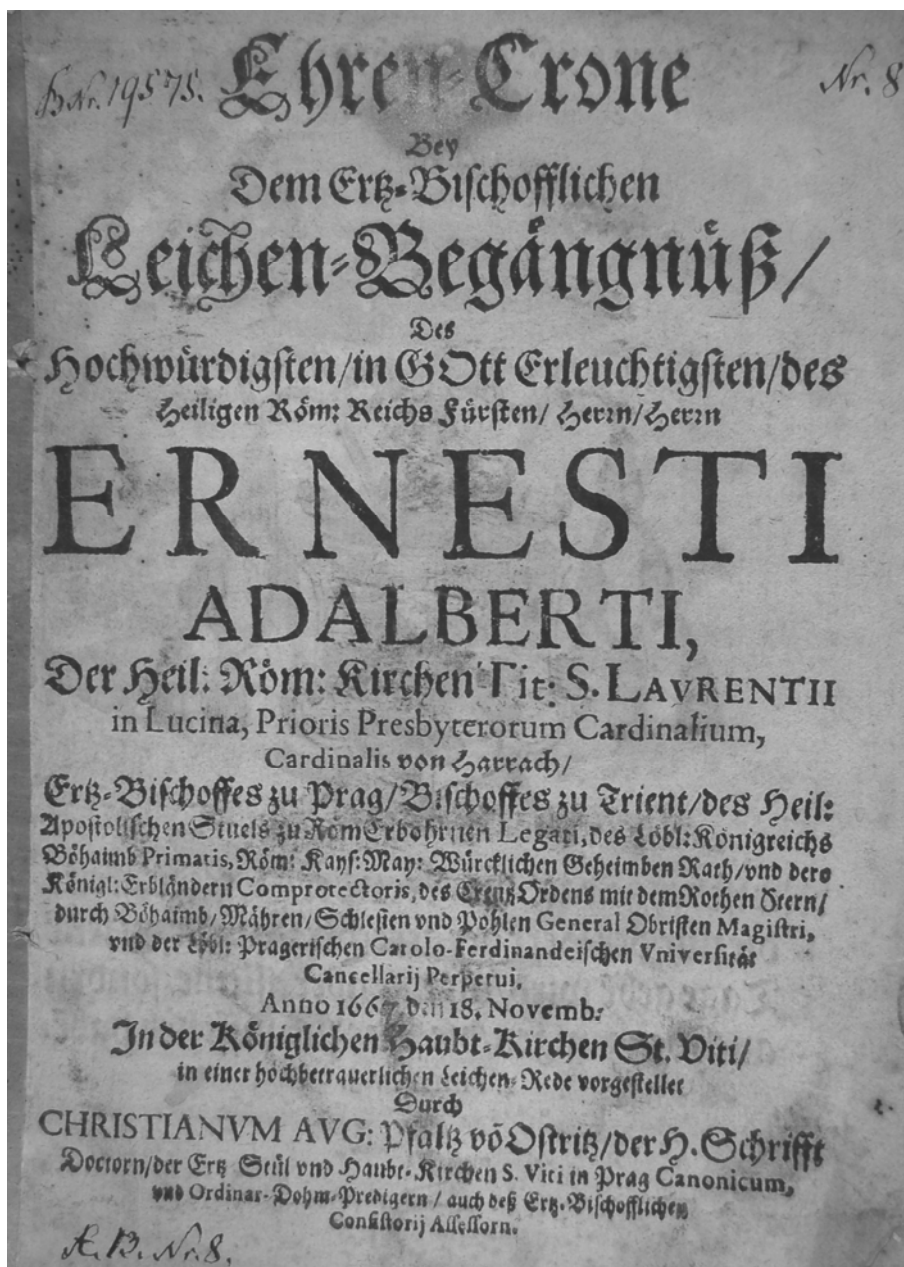 BNr. 19575. Ehren-Crone Nr. 8
Bey
Dem Ertz-Bischofflichen
Leichen-Begängnüß/
Des
Hochwürdigsten/in GOtt Erleuchtigsten/des
Heiligen Röm: Reichs Fürsten/ Herrn/Herrn
ERNESTI
ADALBERTI,
Der Heil: Röm: Kirchen Tit: S. LAVRENTII
in Lucina, Prioris Presbyterorum Cardinalium,
Cardinalis von Harrach/
Ertz-Bischoffes zu Prag/Bischoffes zu Trient/des Heil:
Apostolischen Stuels zu Rom Erbohrnen Legati, des Löbl: Königreichs
Böhaimb Primatis, Röm: Kays: May: Würcklichen Geheimben Rath/vnd dero
Königl: Erbländern Comprotectoris, des Creutz Ordens mit dem Rothen Stern/
durch Böhaimb/Mähren/Schlesien vnd Pohlen General Obristen Magistri,
vnd der Löbl: Pragerischen Carolo-Ferdinandeischen Vniversität
Cancellarij Perpetui,
Anno 1667 den 18. Novemb:
In der Königlichen Haubt-Kirchen St. Viti/
in einer hochbetrauerlichen Leichen-Rede vorgestellet
Durch
CHRISTIANVM AVG: Pfaltz võ Ostritz/der H. Schrifft
Doctorn/der Ertz Stül vnd Haubt-Kirchen S. Viti in Prag Canonicum,
vnd Ordinar-Dohm-Predigern/ auch deß Ertz-Bischofflichen
Consistorij Assessorn.
A. B. Nr. 8.